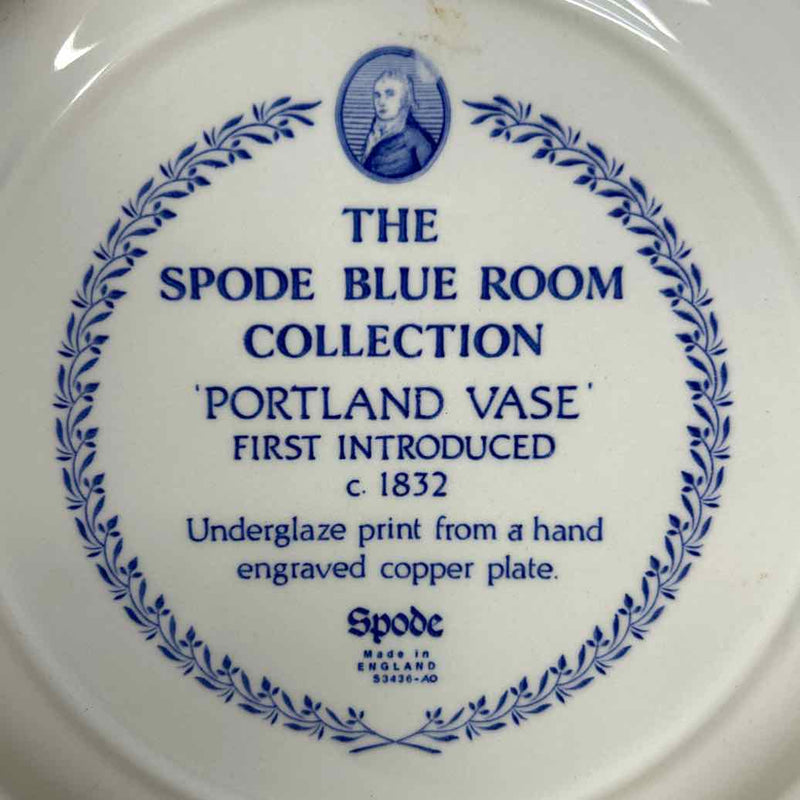 THE
SPODE BLUE ROOM
COLLECTION
'PORTLAND VASE'
FIRST INTRODUCED
c. 1832
Underglaze print from a hand
engraved copper plate.
Spode
Made in
ENGLAND
S3436-AO